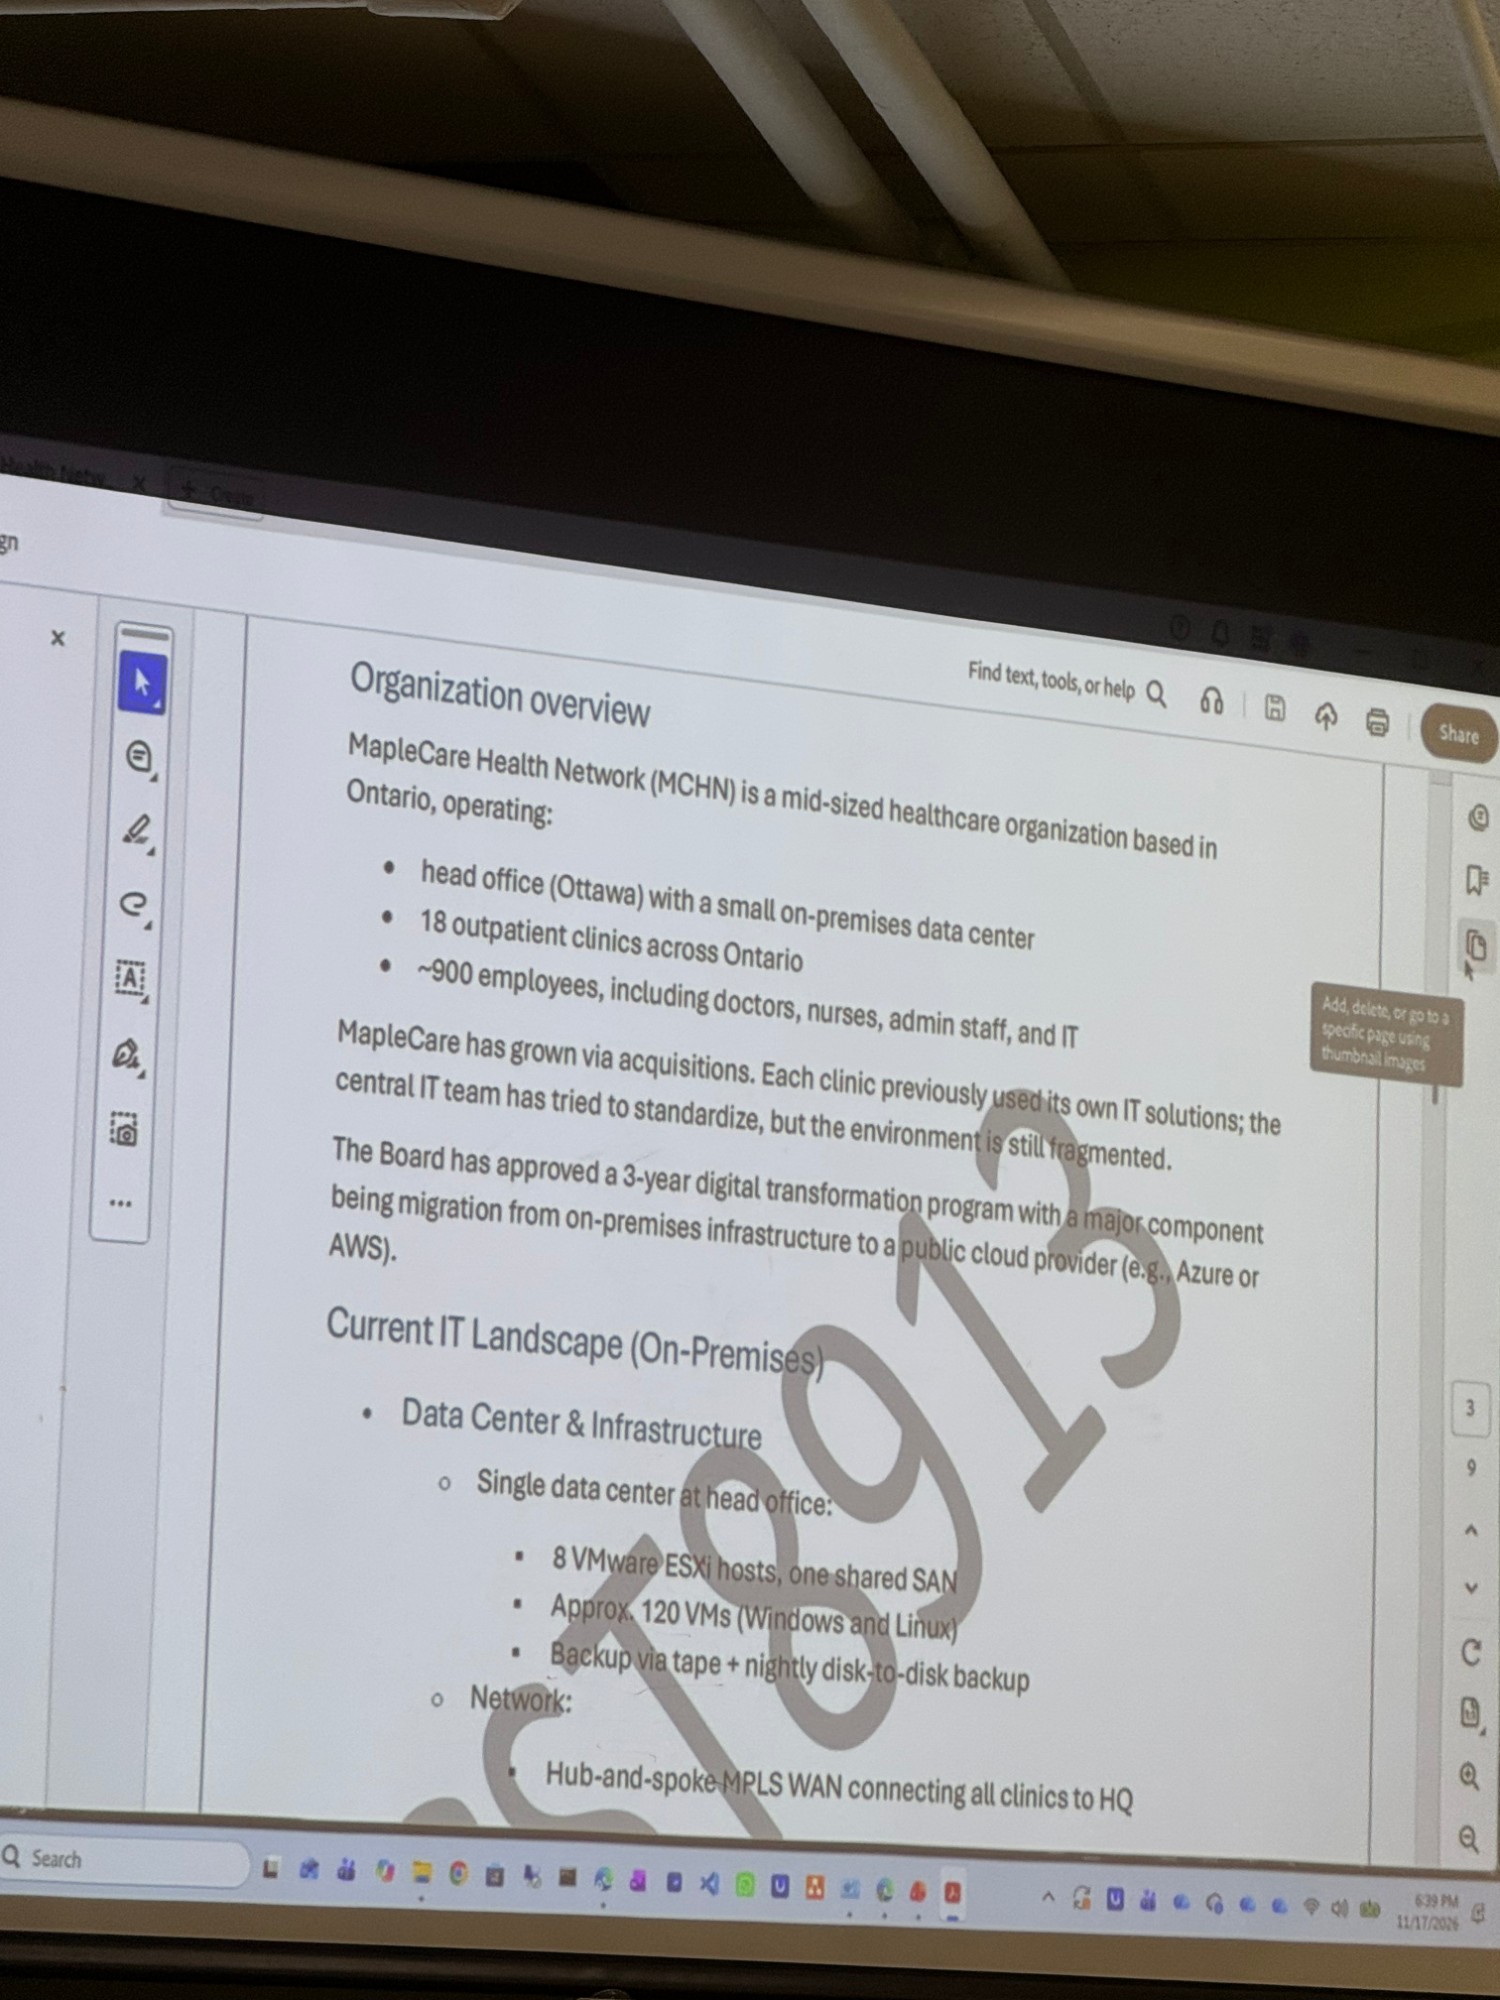 Health Netw...
Create
gn
Find text, tools, or help
Share
Organization overview
MapleCare Health Network (MCHN) is a mid-sized healthcare organization based in
Ontario, operating:
• head office (Ottawa) with a small on-premises data center
• 18 outpatient clinics across Ontario
• ~900 employees, including doctors, nurses, admin staff, and IT
Add, delete, or go to a
specific page using
thumbnail images
MapleCare has grown via acquisitions. Each clinic previously used its own IT solutions; the
central IT team has tried to standardize, but the environment is still fragmented.
The Board has approved a 3-year digital transformation program with a major component
being migration from on-premises infrastructure to a public cloud provider (e.g., Azure or
AWS).
Current IT Landscape (On-Premises)
• Data Center & Infrastructure
o Single data center at head office:
▪ 8 VMware ESXi hosts, one shared SAN
▪ Approx. 120 VMs (Windows and Linux)
▪ Backup via tape + nightly disk-to-disk backup
o Network:
▪ Hub-and-spoke MPLS WAN connecting all clinics to HQ
ST8913
3
9
Search
6:39 PM
11/17/2026